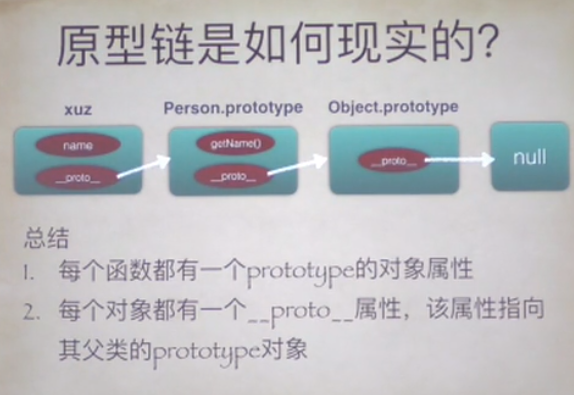 原型链是如何现实的?
xuz Person.prototype Object.prototype
name getName()
__proto__ __proto__ __proto__ null
总结
1. 每个函数都有一个prototype的对象属性
2. 每个对象都有一个__proto__属性，该属性指向
其父类的prototype对象